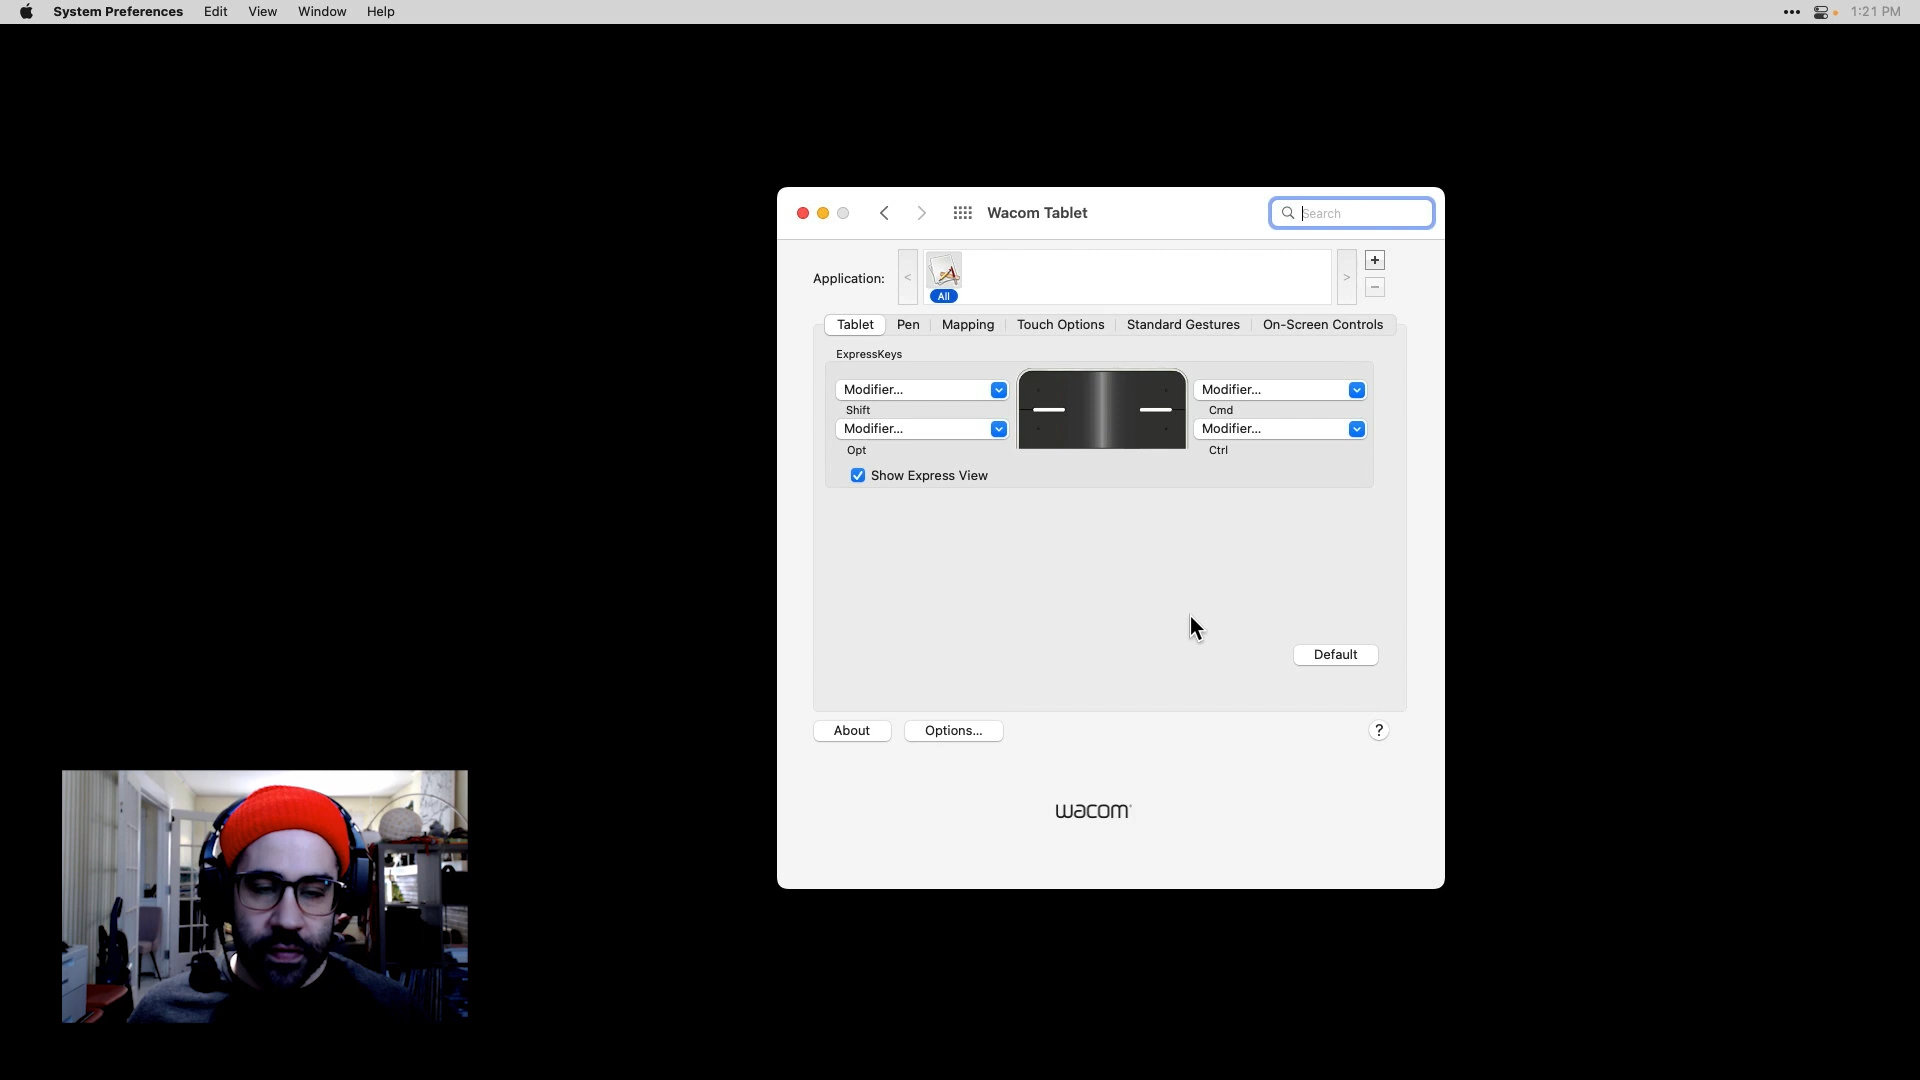 System Preferences Edit View Window Help 1:21 PM
Wacom Tablet
Search
Application:
<
>
+
−
All
Tablet Pen Mapping Touch Options Standard Gestures On-Screen Controls
ExpressKeys
Modifier... Modifier...
Shift Cmd
Modifier... Modifier...
Opt Ctrl
Show Express View
Default
About Options... ?
wacom